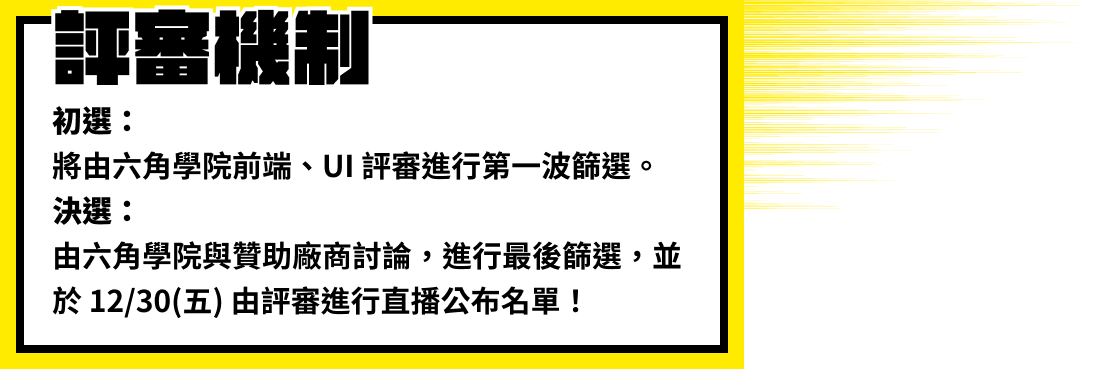 評審機制
初選：
將由六角學院前端、UI 評審進行第一波篩選。
決選：
由六角學院與贊助廠商討論，進行最後篩選，並
於 12/30(五) 由評審進行直播公布名單！